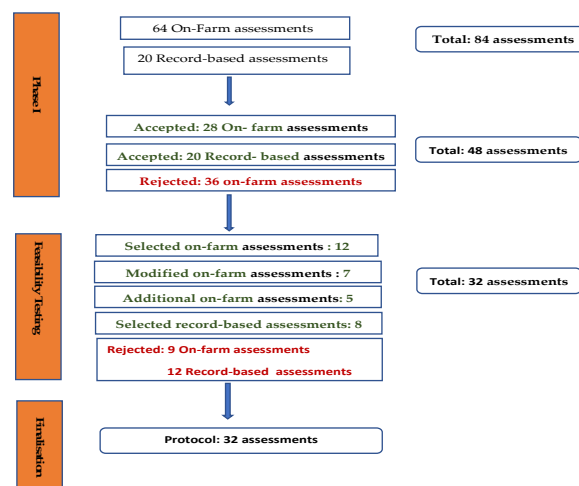 64 On-Farm assessments
Total: 84 assessments
20 Record-based assessments
Phase I
Accepted: 28 On- farm assessments
Accepted: 20 Record- based assessments
Total: 48 assessments
Rejected: 36 on-farm assessments
Selected on-farm assessments : 12
Modified on-farm assessments : 7
Total: 32 assessments
Additional on-farm assessments: 5
Selected record-based assessments: 8
Feasibility Testing
Rejected: 9 On-farm assessments
12 Record-based assessments
Finalisation
Protocol: 32 assessments